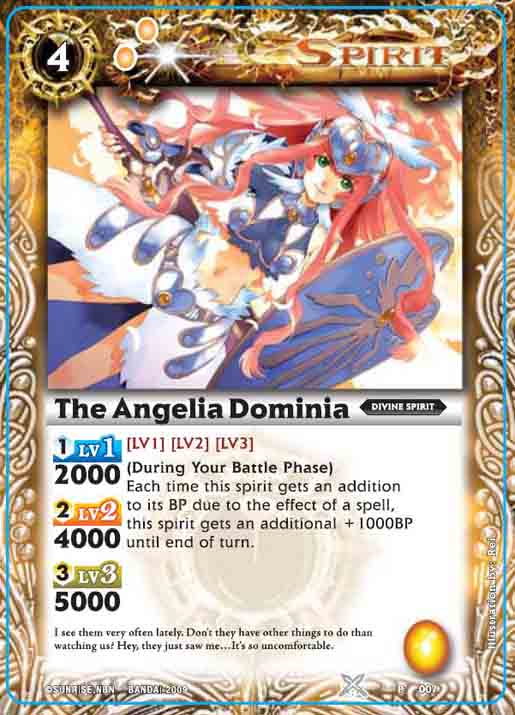 4
SPIRIT
The Angelia Dominia
DIVINE SPIRIT
1 LV1
2000
2 LV2
4000
3 LV3
5000
[LV1] [LV2] [LV3]
(During Your Battle Phase)
Each time this spirit gets an addition
to its BP due to the effect of a spell,
this spirit gets an additional +1000BP
until end of turn.
I see them very often lately. Don't they have other things to do than
watching us? Hey, they just saw me…It's so uncomfortable.
Illustration by: Rei
©SUNRISE,NBN BANDAI 2009
P 007